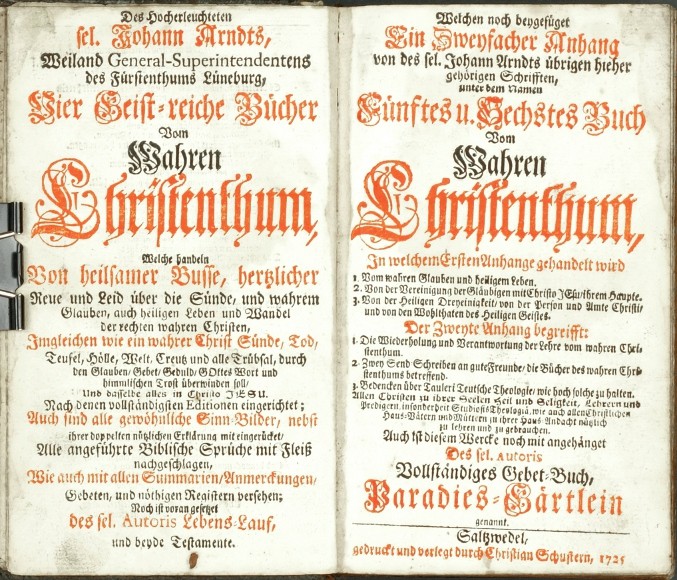 Des Hocherleuchteten
sel. Johann Arndts,
Weiland General-Superintendentens
des Fürstenthums Lüneburg,
Vier Geist-reiche Bücher
Vom
Wahren
Christenthum,
Welche handeln
Von heilsamer Busse, hertzlicher
Reue und Leid über die Sünde, und wahrem
Glauben, auch heiligen Leben und Wandel
der rechten wahren Christen,
Imgleichen wie ein wahrer Christ Sünde, Tod,
Teufel, Hölle, Welt, Creutz und alle Trübsal, durch
den Glauben/ Gebet/ Geduld/ GOttes Wort und
himmlischen Trost überwinden soll/
Und dasselbe alles in Christo JESU.
Nach denen vollständigsten Editionen eingerichtet;
Auch sind alle gewöhnliche Sinn-Bilder, nebst
ihrer doppelten nützlichen Erklärung mit eingerücket/
Alle angeführte Biblische Sprüche mit Fleiß
nachgeschlagen,
Wie auch mit allen Summarien/Anmerckungen/
Gebeten, und nöthigen Registern versehen;
Noch ist voran gesetzet
des sel. Autoris Lebens-Lauf,
und beyde Testamente.
Welchen noch beygefüget
Ein Zweyfacher Anhang
von des sel. Johann Arndts übrigen hieher
gehörigen Schrifften,
unter dem Namen
Fünftes u. Sechstes Buch
Vom
Wahren
Christenthum,
In welchem Ersten Anhange gehandelt wird
1. Vom wahren Glauben und heiligem Leben.
2. Von der Vereinigung der Gläubigen mit Christo JEsu/ihrem Haupte.
3. Von der Heiligen Dreyeinigkeit/ von der Person und Amte Christi/
und von den Wohlthaten des Heiligen Geistes.
Der Zweyte Anhang begreifft:
1. Die Wiederholung und Verantwortung der Lehre vom wahren Chri-
stenthum.
2. Zwey Send-Schreiben an gute Freunde/ die Bücher des wahren Chri-
stenthums betreffend.
3. Bedencken über Tauleri Teutsche Theologie, wie hoch solche zu halten.
Allen Christen zu ihrer Seelen Heil und Seligkeit, Lehrern und
Predigern, insonderheit Studiosis Theologiä, wie auch allen Christlichen
Haus-Vätern und Müttern zu ihrer Haus-Andacht nützlich
zu lehren und zu gebrauchen.
Auch ist diesem Wercke noch mit angehänget
Des sel. Autoris
Vollständiges Gebet-Buch,
Paradies-Gärtlein
genannt.
Saltzwedel,
gedruckt und verlegt durch Christian Schustern, 1725